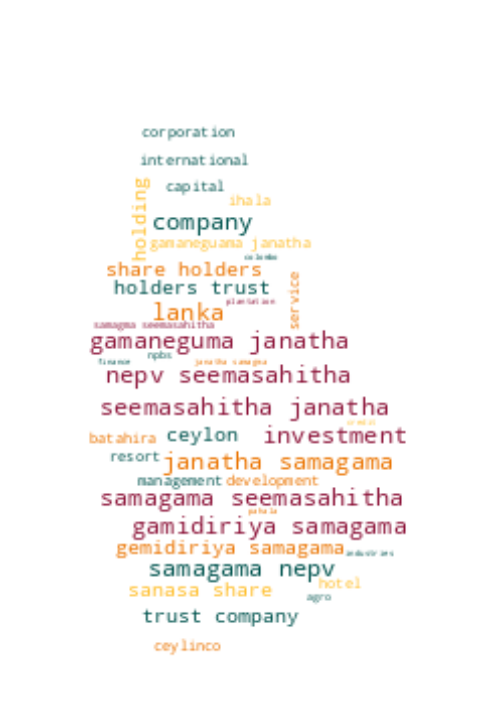 corporation
international
capital
holding
ihala
company
gamaneguama janatha
colombo
share holders
service
holders trust
plantation
lanka
samagma seemasahitha
gamaneguma janatha
npbs
finance
janatha samagma
nepv seemasahitha
seemasahitha janatha
credit
batahira
ceylon
investment
resort
janatha samagama
management
development
samagama seemasahitha
pahala
gamidiriya samagama
gemidiriya samagama
industries
samagama nepv
hotel
sanasa share
agro
trust company
ceylinco